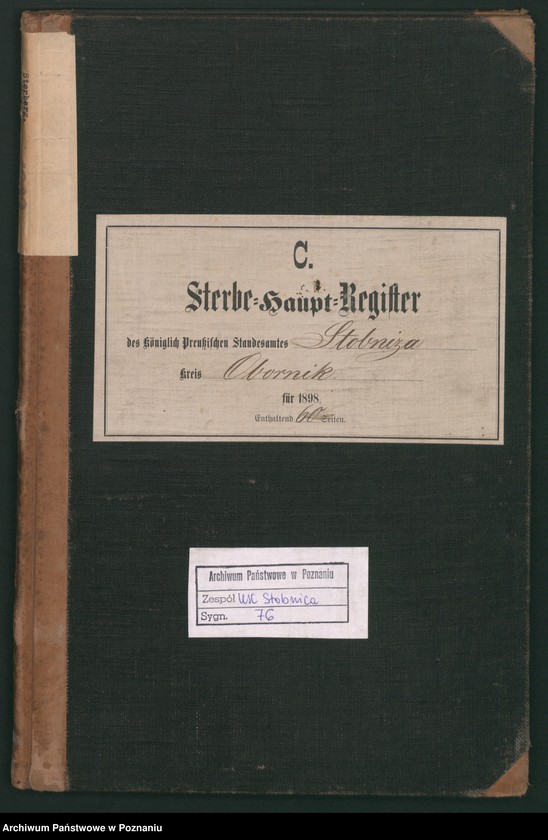 C.
Sterbe-Haupt-Register
des Königlich Preußischen Standesamtes Stobniza
Kreis Obornik
für 1898.
Enthaltend 60 Seiten.
Archiwum Państwowe w Poznaniu
Zespół USC Stobnica
Sygn. 76
Archiwum Państwowe w Poznaniu